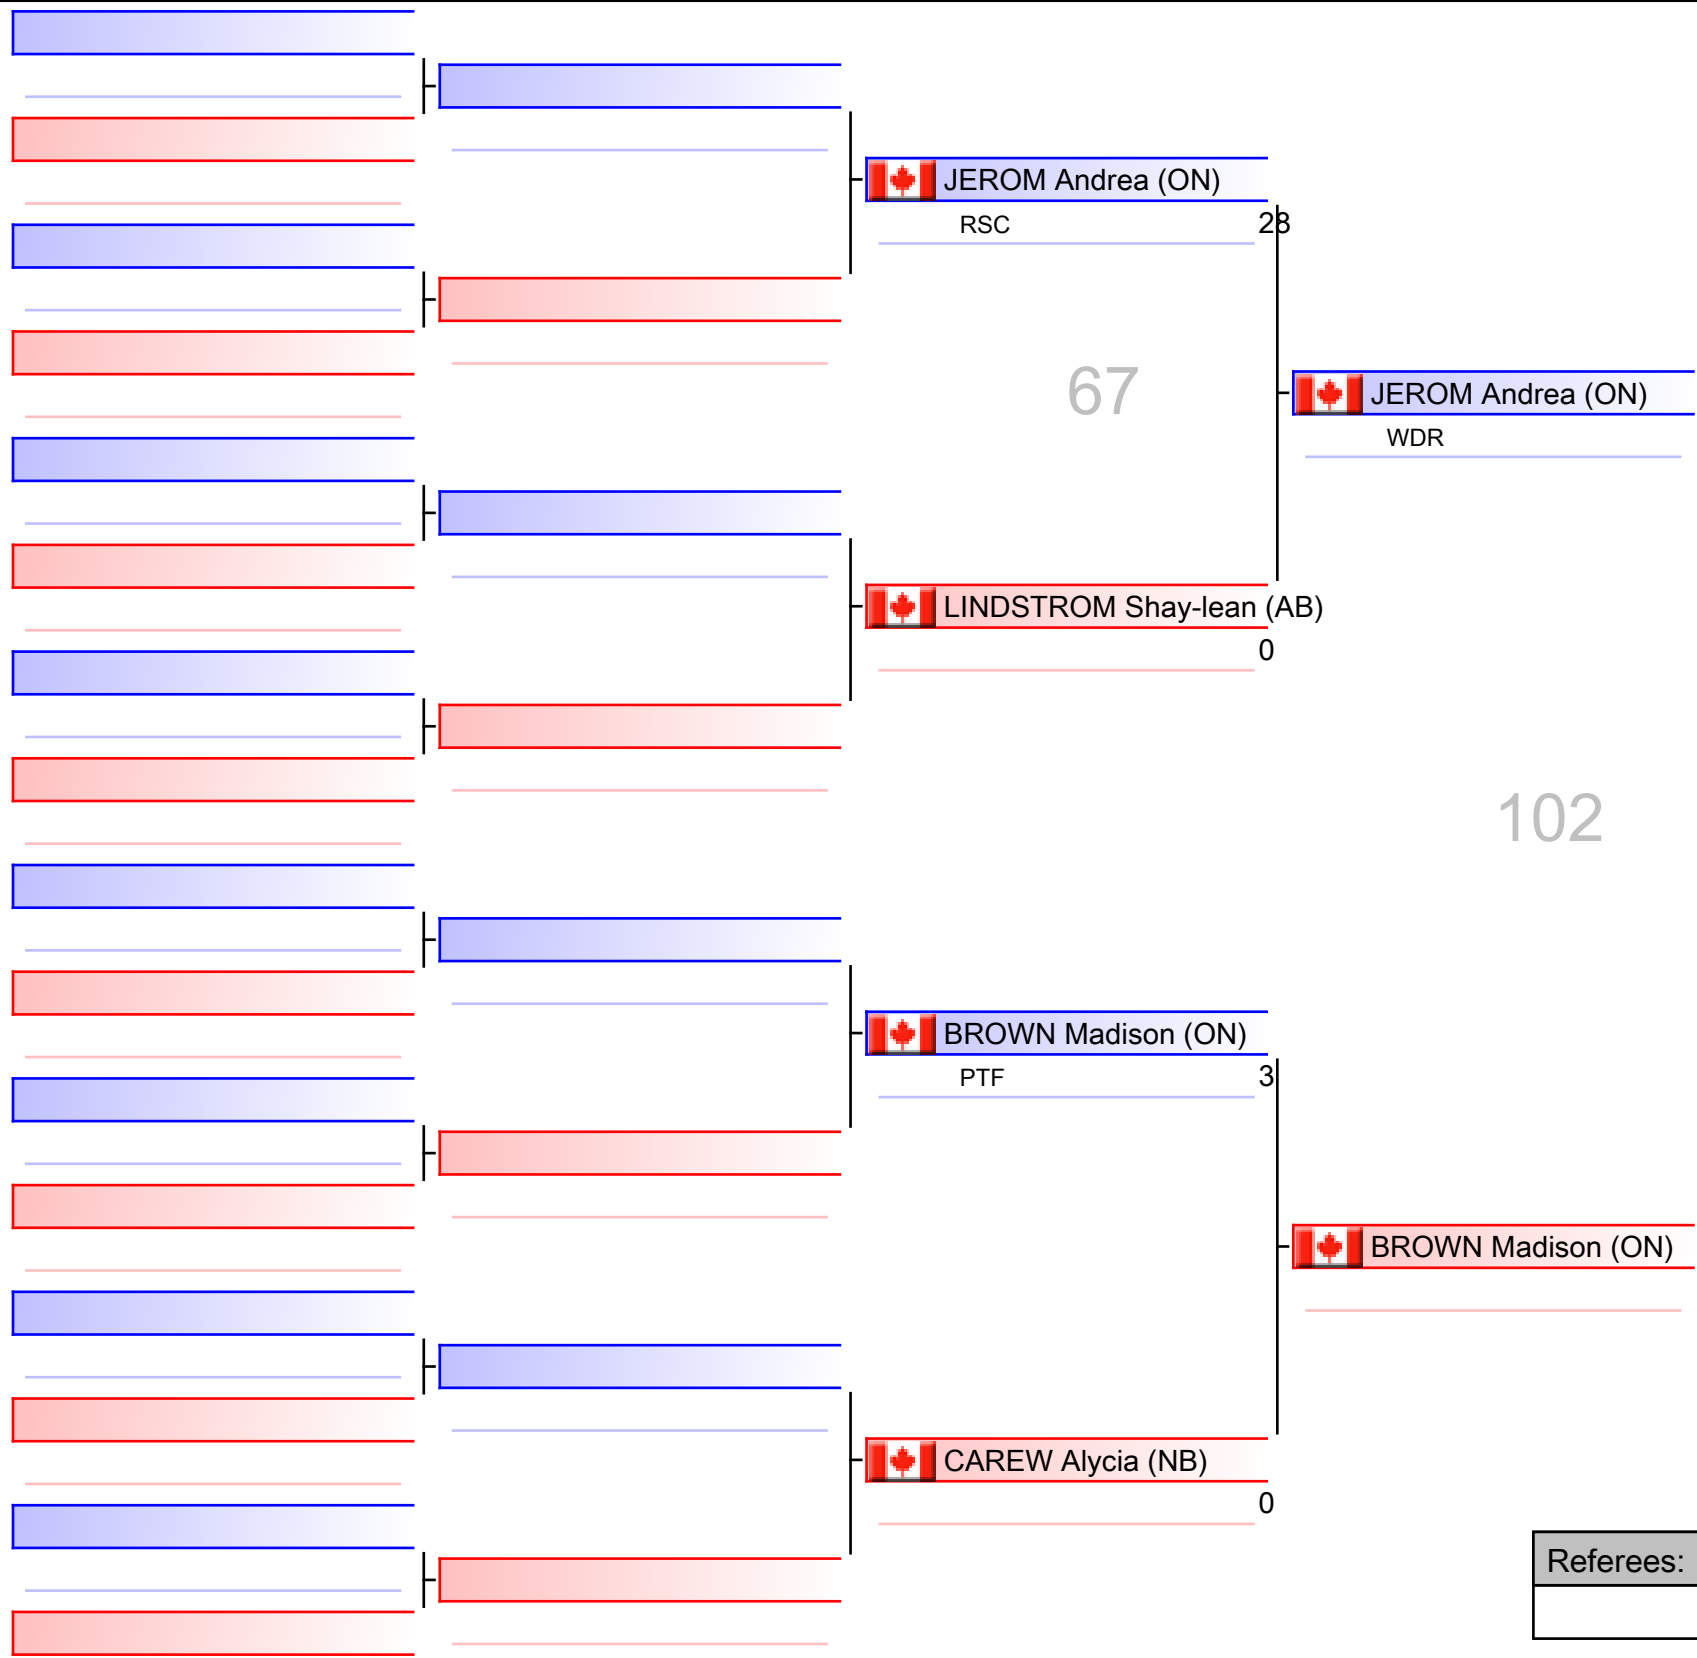 JEROM Andrea (ON)
RSC 28
67
JEROM Andrea (ON)
WDR
LINDSTROM Shay-lean (AB)
0
102
BROWN Madison (ON)
PTF 3
BROWN Madison (ON)
CAREW Alycia (NB)
0
Referees: